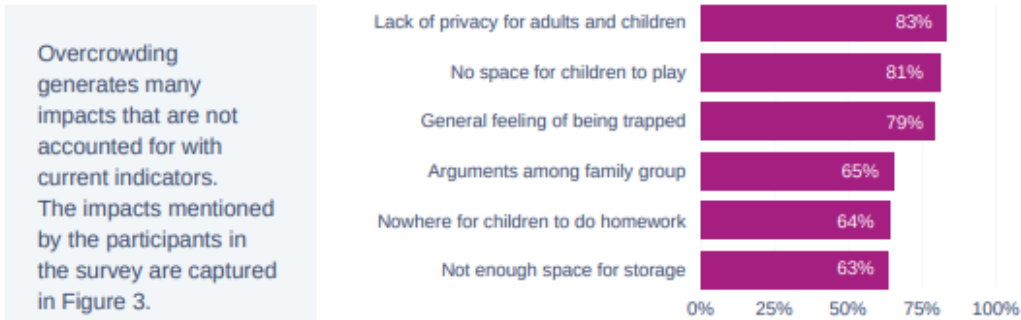 Overcrowding
generates many
impacts that are not
accounted for with
current indicators.
The impacts mentioned
by the participants in
the survey are captured
in Figure 3.
Lack of privacy for adults and children 83%
No space for children to play 81%
General feeling of being trapped 79%
Arguments among family group 65%
Nowhere for children to do homework 64%
Not enough space for storage 63%
0% 25% 50% 75% 100%